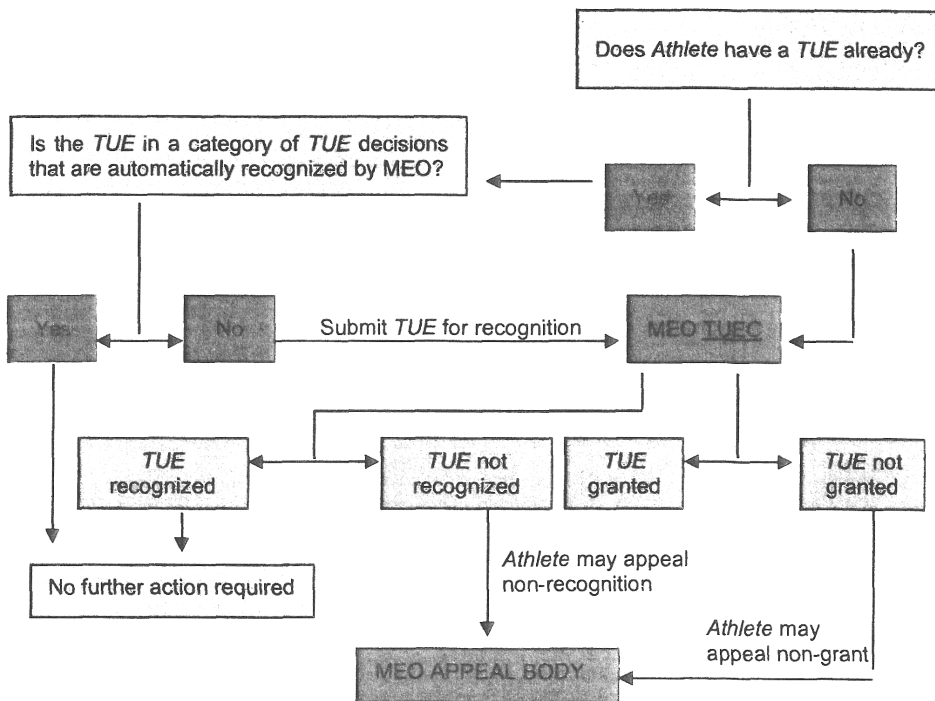 Does Athlete have a TUE already?
Is the TUE in a category of TUE decisions
that are automatically recognized by MEO?
Yes
No
Yes
No
Submit TUE for recognition
MEO TUEC
TUE
recognized
TUE not
recognized
TUE
granted
TUE not
granted
Athlete may appeal
non-recognition
No further action required
Athlete may
appeal non-grant
MEO APPEAL BODY